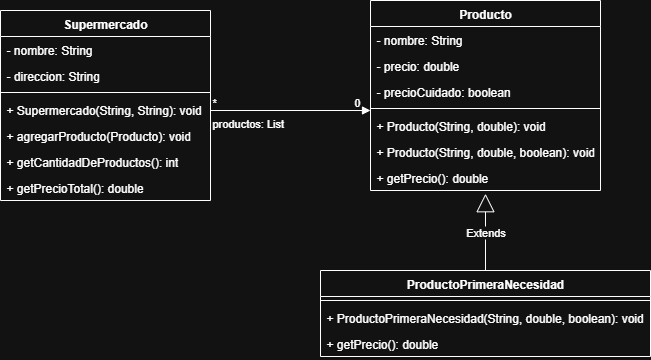 Supermercado
- nombre: String
- direccion: String
+ Supermercado(String, String): void
+ agregarProducto(Producto): void
+ getCantidadDeProductos(): int
+ getPrecioTotal(): double
*
0
productos: List
Producto
- nombre: String
- precio: double
- precioCuidado: boolean
+ Producto(String, double): void
+ Producto(String, double, boolean): void
+ getPrecio(): double
Extends
ProductoPrimeraNecesidad
+ ProductoPrimeraNecesidad(String, double, boolean): void
+ getPrecio(): double